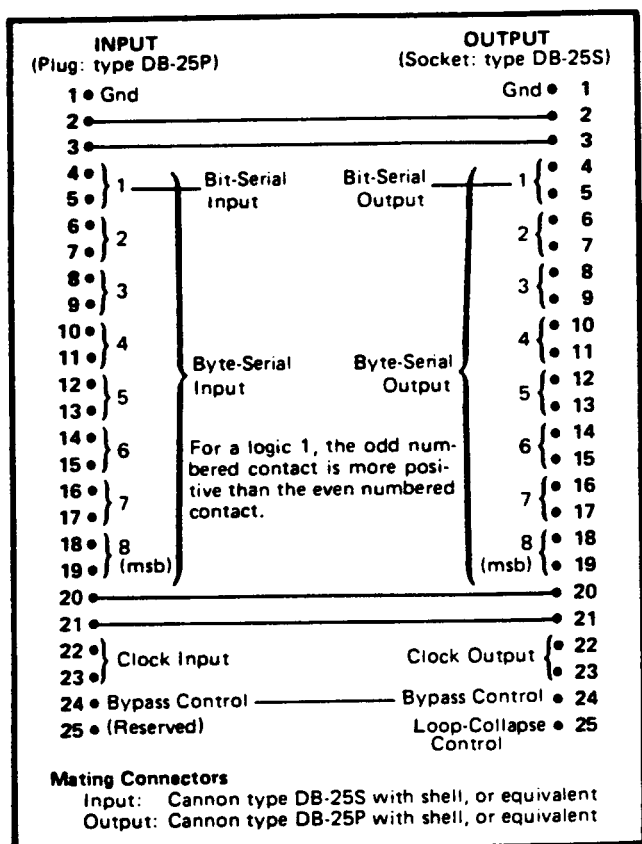 INPUT OUTPUT
(Plug: type DB-25P) (Socket: type DB-25S)
1 Gnd Gnd 1
2 2
3 3
4 1 Bit-Serial Bit-Serial 1 4
5 Input Output 5
6 2 2 6
7 7
8 3 3 8
9 9
10 4 4 10
11 Byte-Serial Byte-Serial 11
12 5 Input Output 5 12
13 13
14 6 For a logic 1, the odd num- 6 14
15 bered contact is more posi- 15
16 7 tive than the even numbered 7 16
17 contact. 17
18 8 8 18
19 (msb) (msb) 19
20 20
21 21
22 Clock Input Clock Output 22
23 23
24 Bypass Control Bypass Control 24
25 (Reserved) Loop-Collapse 25
Control
Mating Connectors
Input: Cannon type DB-25S with shell, or equivalent
Output: Cannon type DB-25P with shell, or equivalent